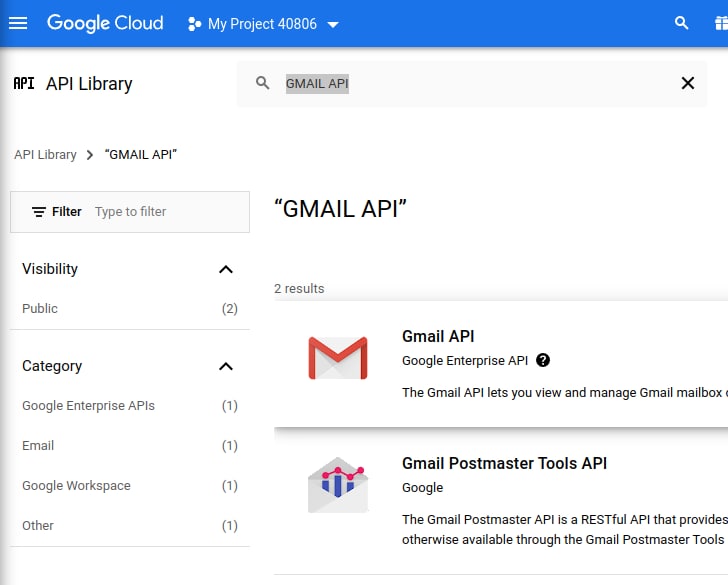 Google Cloud
My Project 40806
API API Library
GMAIL API
API Library
“GMAIL API”
Filter Type to filter
“GMAIL API”
Visibility
Public (2)
2 results
Category
Google Enterprise APIs (1)
Email (1)
Google Workspace (1)
Other (1)
Gmail API
Google Enterprise API
The Gmail API lets you view and manage Gmail mailbox
Gmail Postmaster Tools API
Google
The Gmail Postmaster API is a RESTful API that provides
otherwise available through the Gmail Postmaster Tools